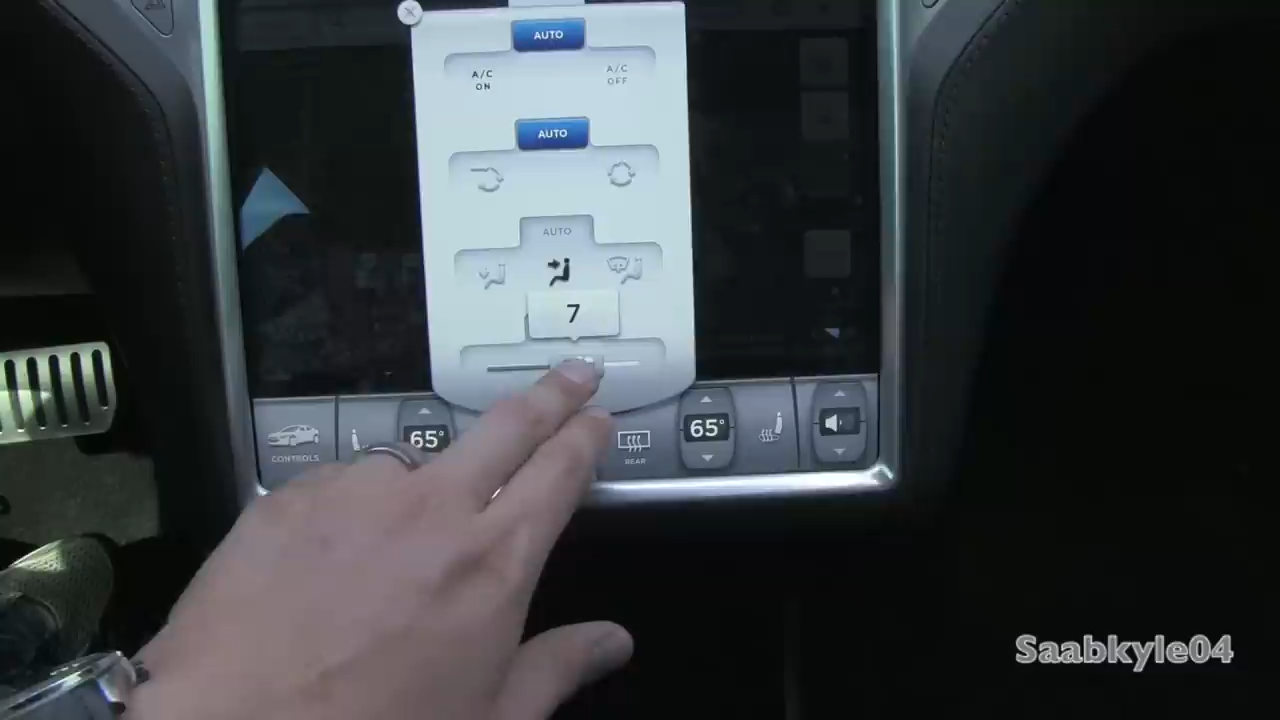 AUTO
A/C
ON
A/C
OFF
AUTO
AUTO
7
CONTROLS
65°
REAR
65°
Saabkyle04